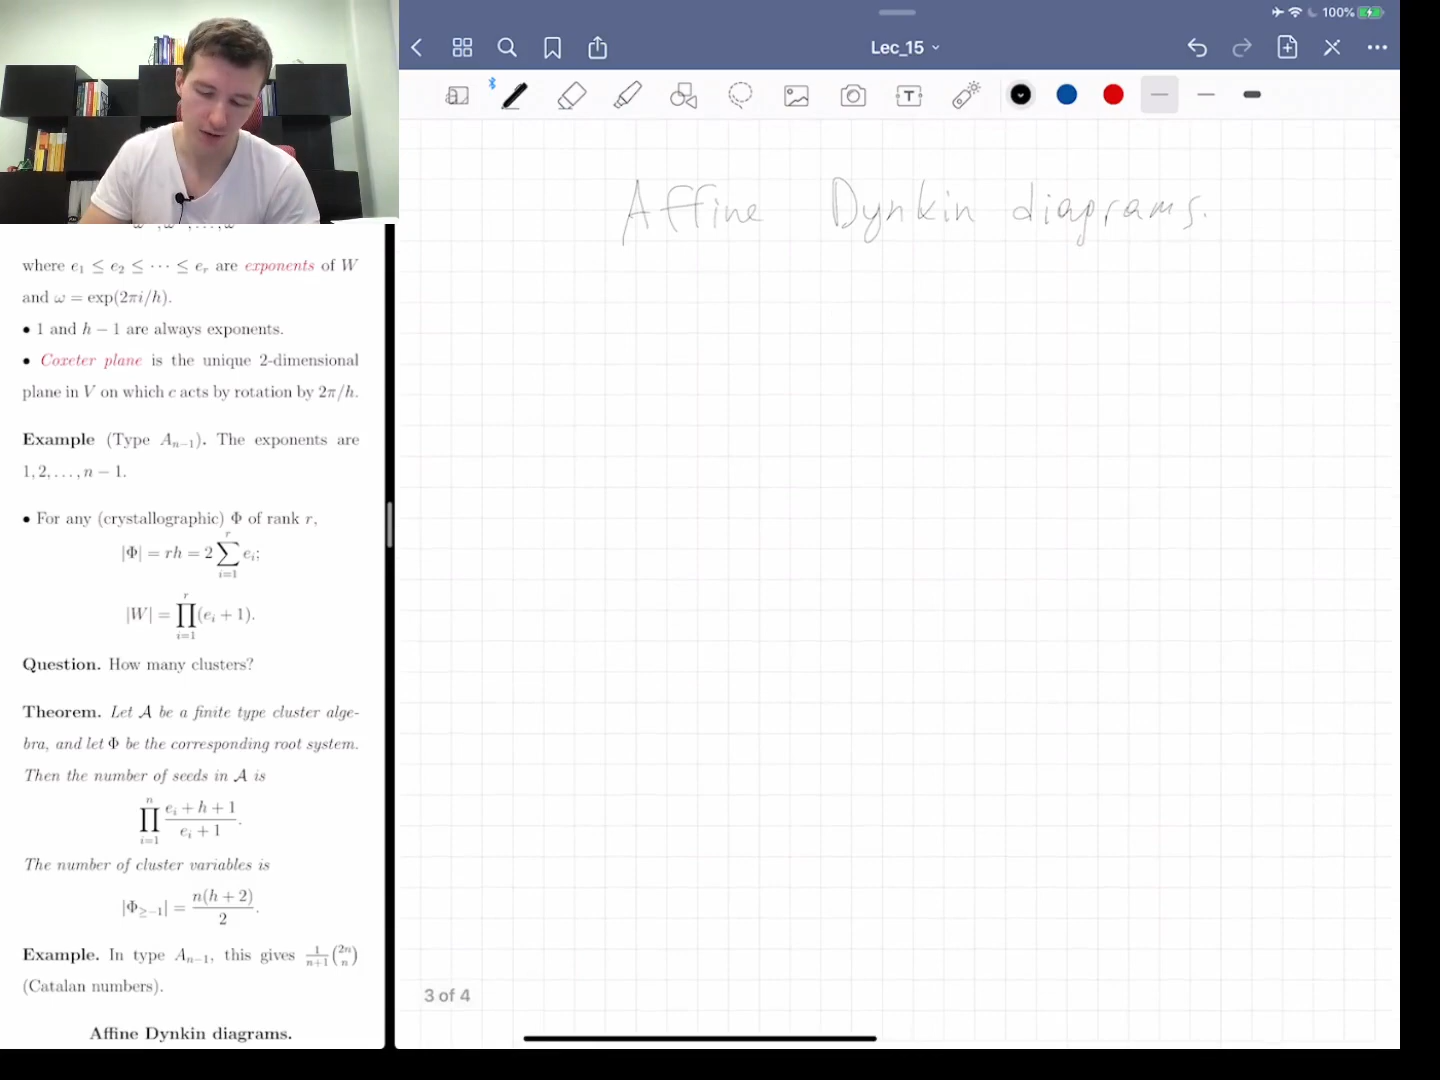 100%
Lec_15
T
Affine Dynkin diagrams.
where e₁ ≤ e₂ ≤ ⋯ ≤ eᵣ are exponents of W
and ω = exp(2πi/h).
• 1 and h − 1 are always exponents.
• Coxeter plane is the unique 2-dimensional
plane in V on which c acts by rotation by 2π/h.
Example (Type Aₙ₋₁). The exponents are
1, 2, . . . , n − 1.
• For any (crystallographic) Φ of rank r,
|Φ| = rh = 2 ∑_{i=1}^{r} eᵢ;
|W| = ∏_{i=1}^{r} (eᵢ + 1).
Question. How many clusters?
Theorem. Let 𝒜 be a finite type cluster alge-
bra, and let Φ be the corresponding root system.
Then the number of seeds in 𝒜 is
∏_{i=1}^{n} (eᵢ + h + 1)/(eᵢ + 1).
The number of cluster variables is
|Φ_{≥−1}| = n(h + 2)/2.
Example. In type Aₙ₋₁, this gives 1/(n+1) (2n n)
(Catalan numbers).
Affine Dynkin diagrams.
3 of 4